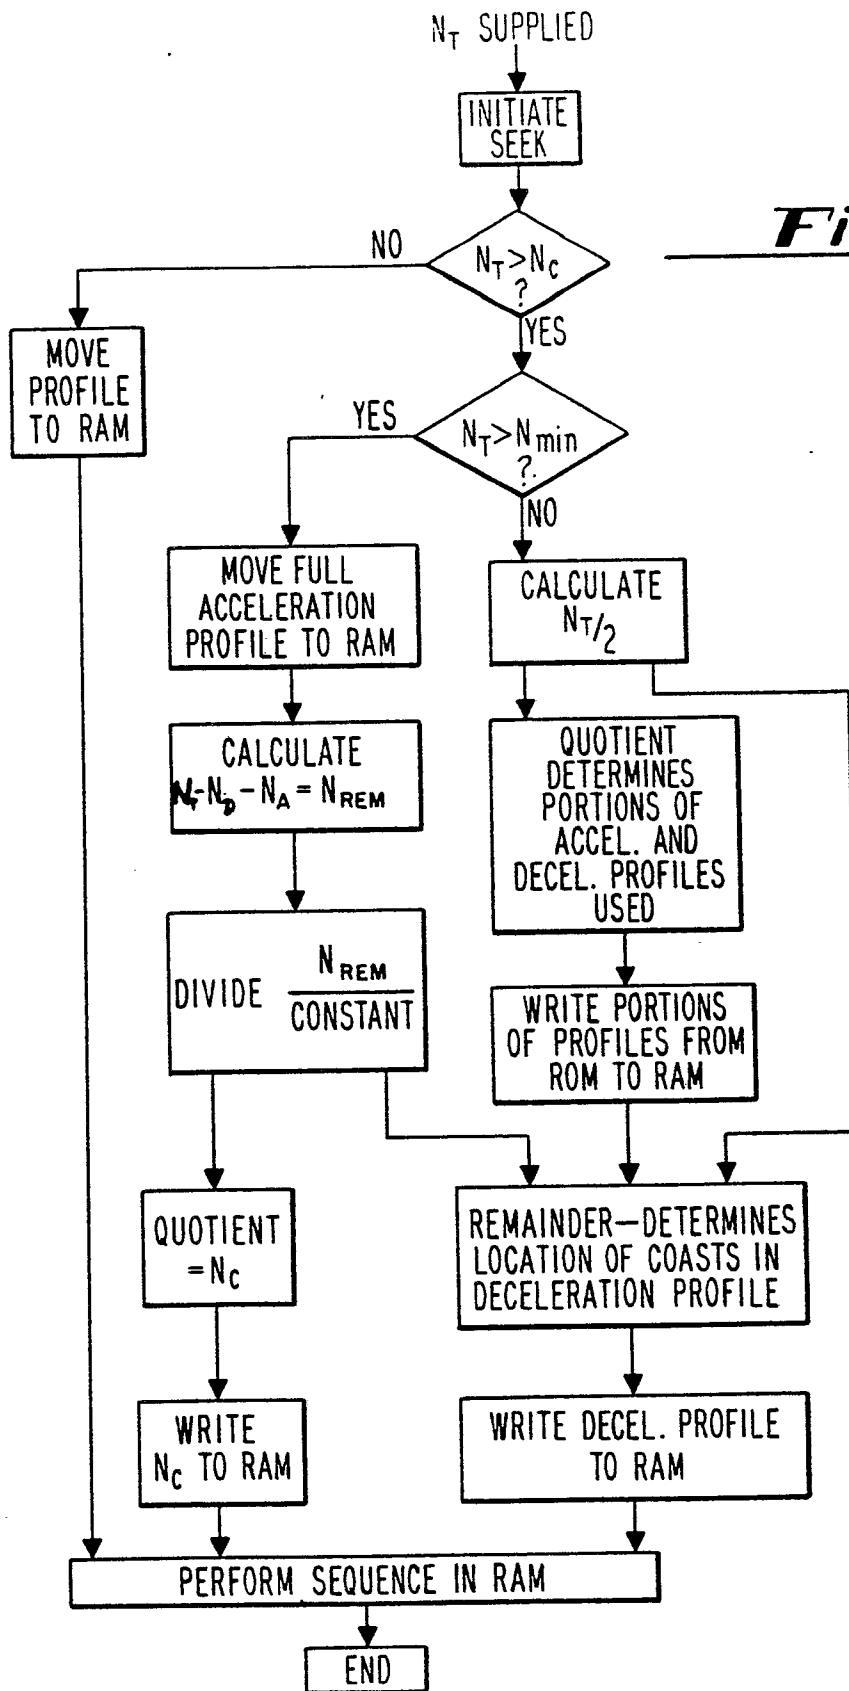 N_T SUPPLIED
INITIATE
SEEK
Fi
NO
N_T>N_C
?
YES
MOVE
PROFILE
TO RAM
YES
N_T>N_min
?
NO
MOVE FULL
ACCELERATION
PROFILE TO RAM
CALCULATE
N_T/2
CALCULATE
N_T-N_D-N_A=N_REM
QUOTIENT
DETERMINES
PORTIONS OF
ACCEL. AND
DECEL. PROFILES
USED
DIVIDE N_REM
CONSTANT
WRITE PORTIONS
OF PROFILES FROM
ROM TO RAM
QUOTIENT
=N_C
REMAINDER—DETERMINES
LOCATION OF COASTS IN
DECELERATION PROFILE
WRITE
N_C TO RAM
WRITE DECEL. PROFILE
TO RAM
PERFORM SEQUENCE IN RAM
END